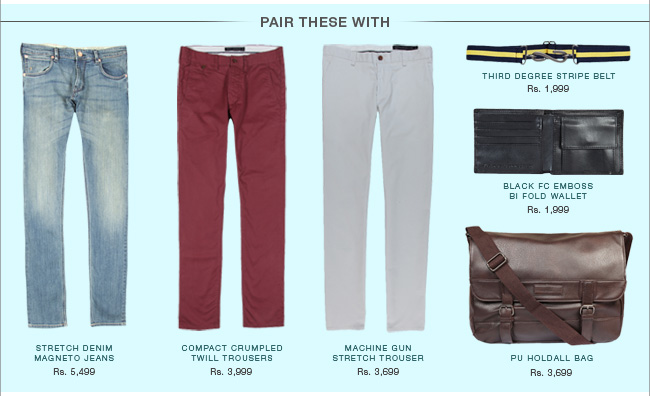 PAIR THESE WITH
STRETCH DENIM
MAGNETO JEANS
Rs. 5,499
COMPACT CRUMPLED
TWILL TROUSERS
Rs. 3,999
MACHINE GUN
STRETCH TROUSER
Rs. 3,699
THIRD DEGREE STRIPE BELT
Rs. 1,999
BLACK FC EMBOSS
BI FOLD WALLET
Rs. 1,999
PU HOLDALL BAG
Rs. 3,699